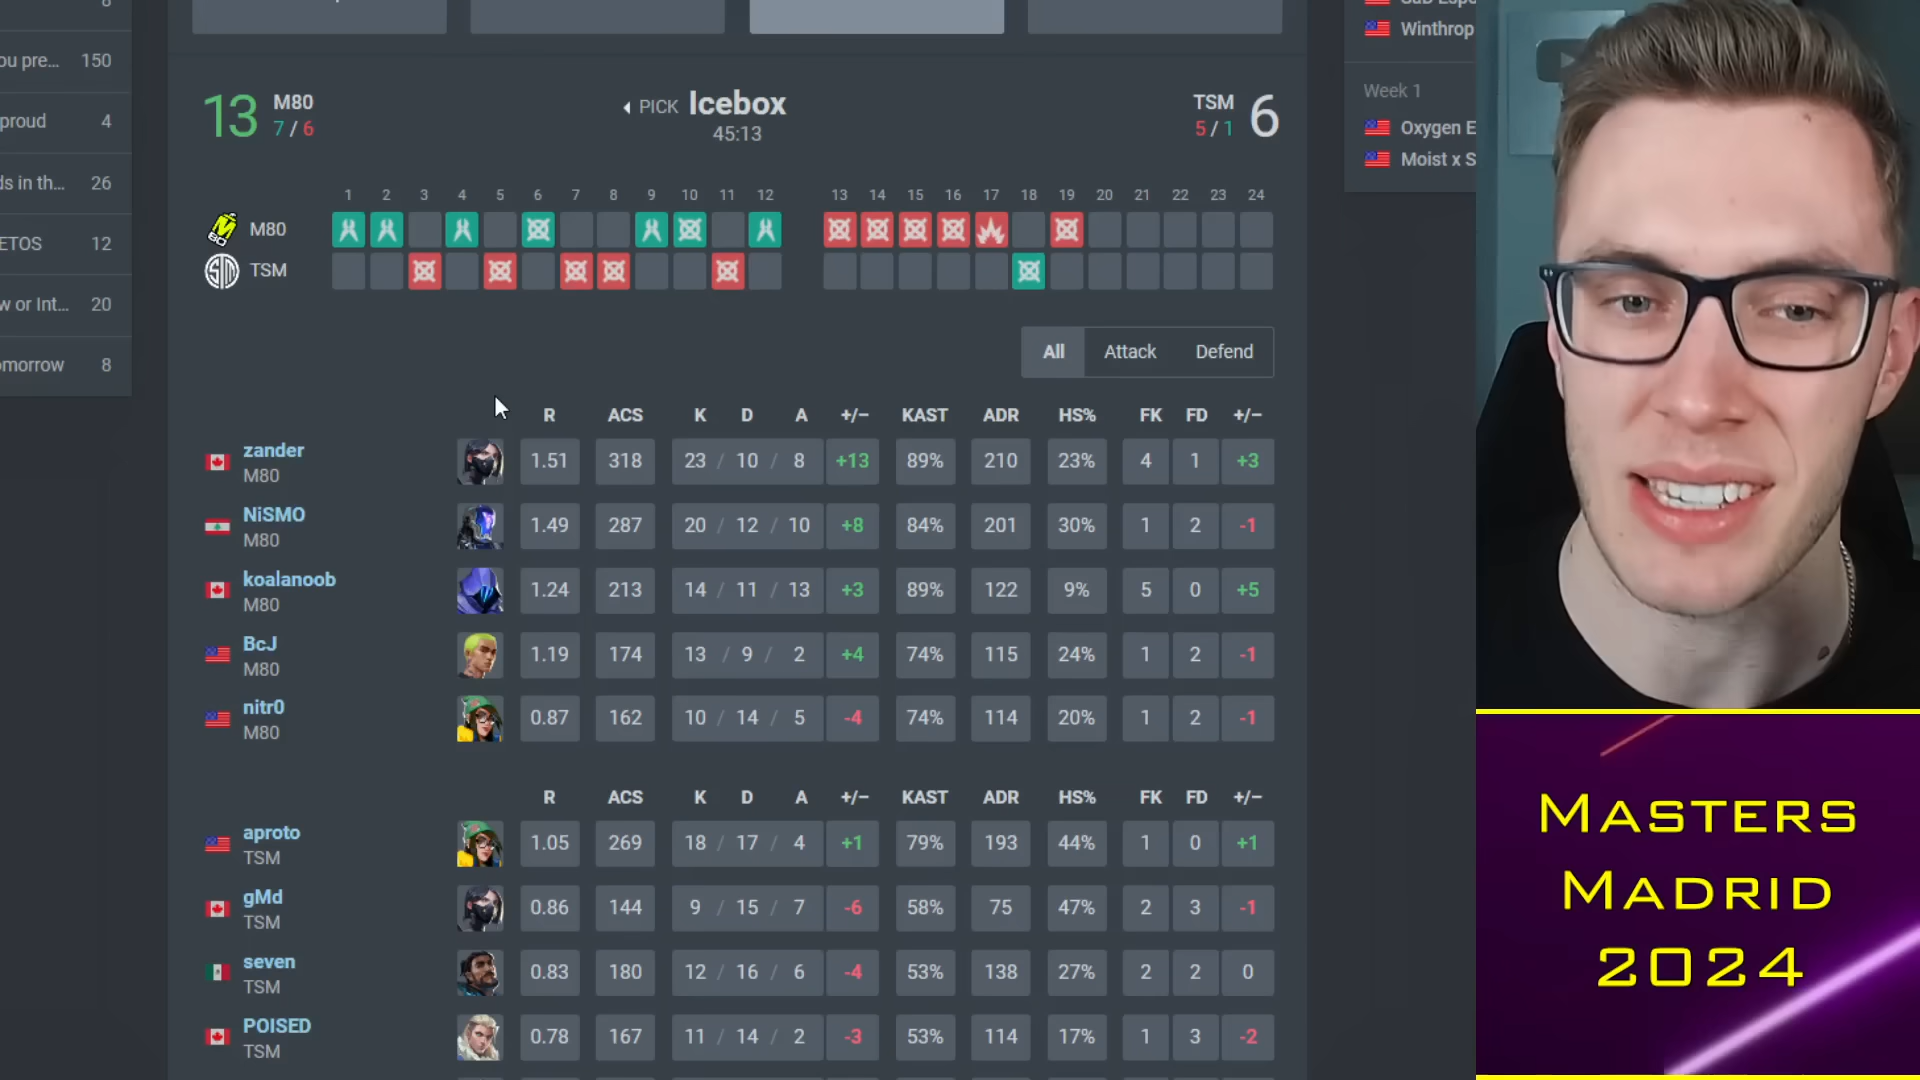 8
ou pre... 150
proud 4
ds in th... 26
ETOS 12
w or Int... 20
omorrow 8
Winthrop
Week 1
Oxygen E
Moist x S
13 M80 7 / 6
PICK Icebox
45:13
TSM 5 / 1 6
1 2 3 4 5 6 7 8 9 10 11 12 13 14 15 16 17 18 19 20 21 22 23 24
M80
TSM
All Attack Defend
R ACS K D A +/– KAST ADR HS% FK FD +/–
zander M80 1.51 318 23 / 10 / 8 +13 89% 210 23% 4 1 +3
NiSMO M80 1.49 287 20 / 12 / 10 +8 84% 201 30% 1 2 -1
koalanoob M80 1.24 213 14 / 11 / 13 +3 89% 122 9% 5 0 +5
BcJ M80 1.19 174 13 / 9 / 2 +4 74% 115 24% 1 2 -1
nitr0 M80 0.87 162 10 / 14 / 5 -4 74% 114 20% 1 2 -1
R ACS K D A +/– KAST ADR HS% FK FD +/–
aproto TSM 1.05 269 18 / 17 / 4 +1 79% 193 44% 1 0 +1
gMd TSM 0.86 144 9 / 15 / 7 -6 58% 75 47% 2 3 -1
seven TSM 0.83 180 12 / 16 / 6 -4 53% 138 27% 2 2 0
POISED TSM 0.78 167 11 / 14 / 2 -3 53% 114 17% 1 3 -2
MASTERS
MADRID
2024